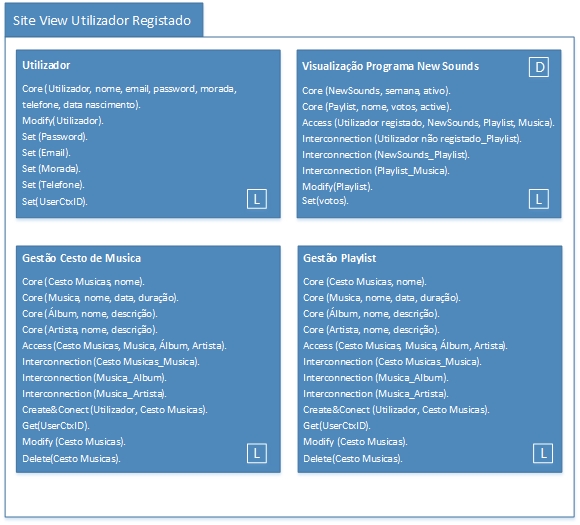 Site View Utilizador Registado
Utilizador
Core (Utilizador, nome, email, password, morada,
telefone, data nascimento).
Modify(Utilizador).
Set (Password).
Set (Email).
Set (Morada).
Set (Telefone).
Set(UserCtxID).
L
Visualização Programa New Sounds
D
Core (NewSounds, semana, ativo).
Core (Paylist, nome, votos, active).
Access (Utilizador registado, NewSounds, Playlist, Musica).
Interconnection (Utilizador não registado_Playlist).
Interconnection (NewSounds_Playlist).
Interconnection (Playlist_Musica).
Modify(Playlist).
Set(votos).
L
Gestão Cesto de Musica
Core (Cesto Musicas, nome).
Core (Musica, nome, data, duração).
Core (Álbum, nome, descrição).
Core (Artista, nome, descrição).
Access (Cesto Musicas, Musica, Álbum, Artista).
Interconnection (Cesto Musicas_Musica).
Interconnection (Musica_Album).
Interconnection (Musica_Artista).
Create&Conect (Utilizador, Cesto Musicas).
Get(UserCtxID).
Modify (Cesto Musicas).
Delete(Cesto Musicas).
L
Gestão Playlist
Core (Cesto Musicas, nome).
Core (Musica, nome, data, duração).
Core (Álbum, nome, descrição).
Core (Artista, nome, descrição).
Access (Cesto Musicas, Musica, Álbum, Artista).
Interconnection (Cesto Musicas_Musica).
Interconnection (Musica_Album).
Interconnection (Musica_Artista).
Create&Conect (Utilizador, Cesto Musicas).
Get(UserCtxID).
Modify (Cesto Musicas).
Delete(Cesto Musicas).
L